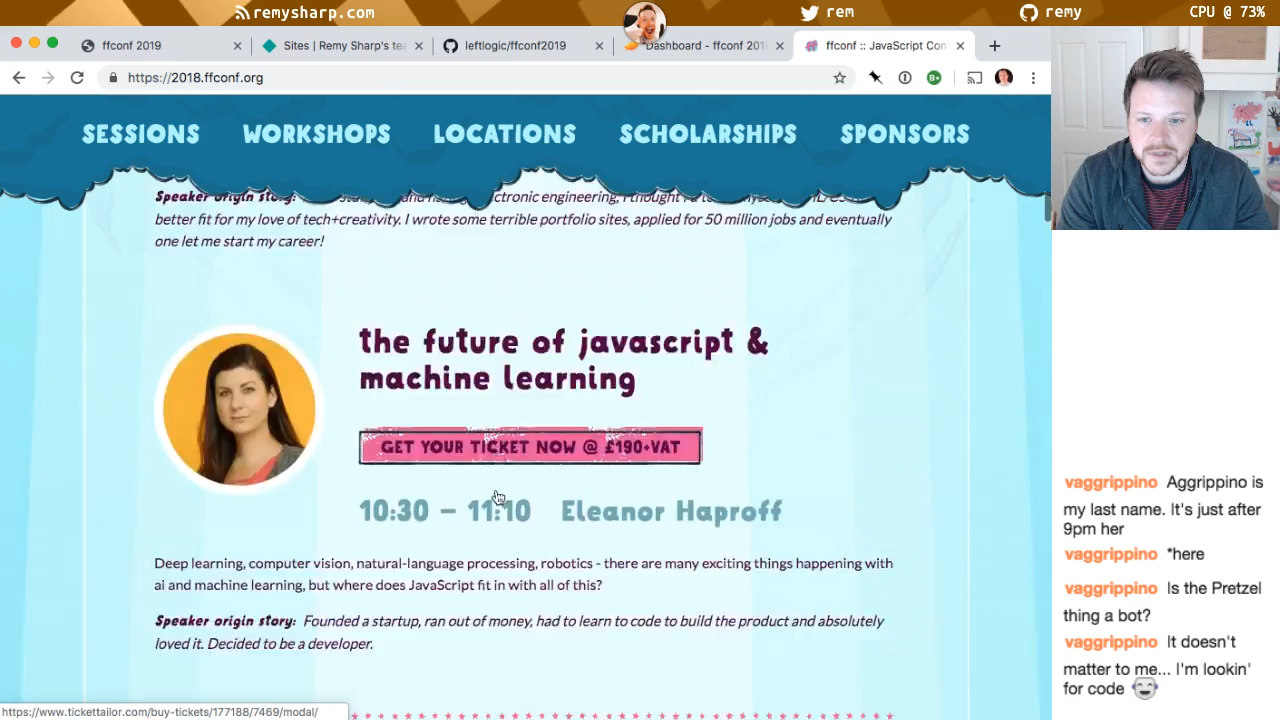 remysharp.com
rem
remy
CPU @ 73%
ffconf 2019
Sites | Remy Sharp's tea
leftlogic/ffconf2019
Dashboard - ffconf 201
ffconf :: JavaScript Con
https://2018.ffconf.org
SESSIONS
WORKSHOPS
LOCATIONS
SCHOLARSHIPS
SPONSORS
Speaker origin story:
ctronic engineering, I thought
better fit for my love of tech+creativity. I wrote some terrible portfolio sites, applied for 50 million jobs and eventually
one let me start my career!
the future of javascript &
machine learning
GET YOUR TICKET NOW @ £190+VAT
10:30 – 11:10 Eleanor Haproff
Deep learning, computer vision, natural-language processing, robotics - there are many exciting things happening with
ai and machine learning, but where does JavaScript fit in with all of this?
Speaker origin story: Founded a startup, ran out of money, had to learn to code to build the product and absolutely
loved it. Decided to be a developer.
https://www.tickettailor.com/buy-tickets/177188/7469/modal/
vaggrippino Aggrippino is
my last name. It's just after
9pm her
vaggrippino *here
vaggrippino Is the Pretzel
thing a bot?
vaggrippino It doesn't
matter to me... I'm lookin'
for code